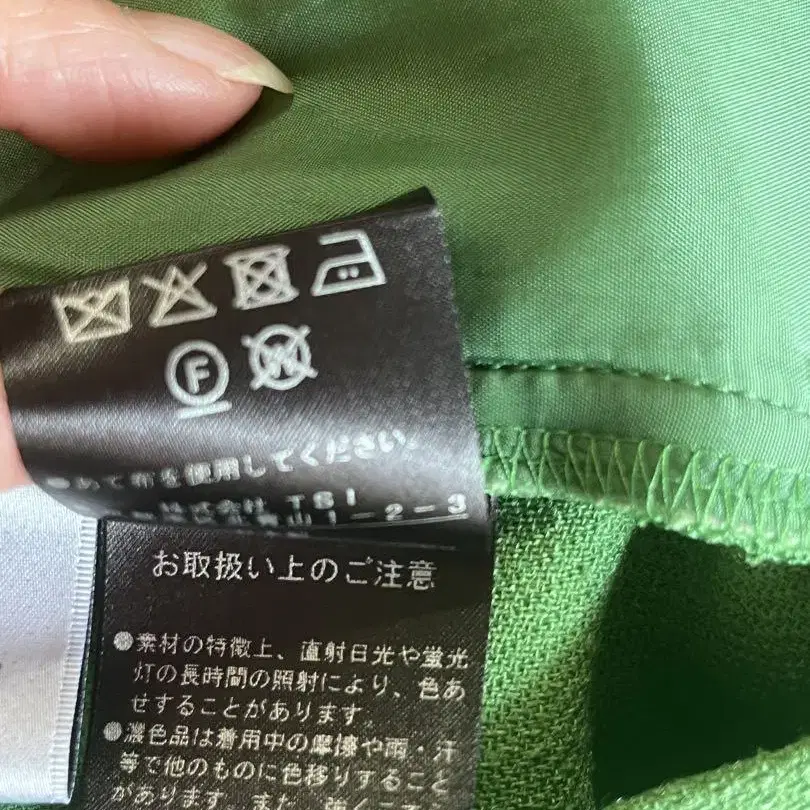 F
W
て布を使用してください。
株式会社 TSI
山1-2-3
お取扱い上のご注意
●素材の特徴上、直射日光や蛍光
灯の長時間の照射により、色あ
せすることがあります。
●濃色品は着用中の摩擦や雨・汗
等で他のものに色移りすること
があります。また、強くこ